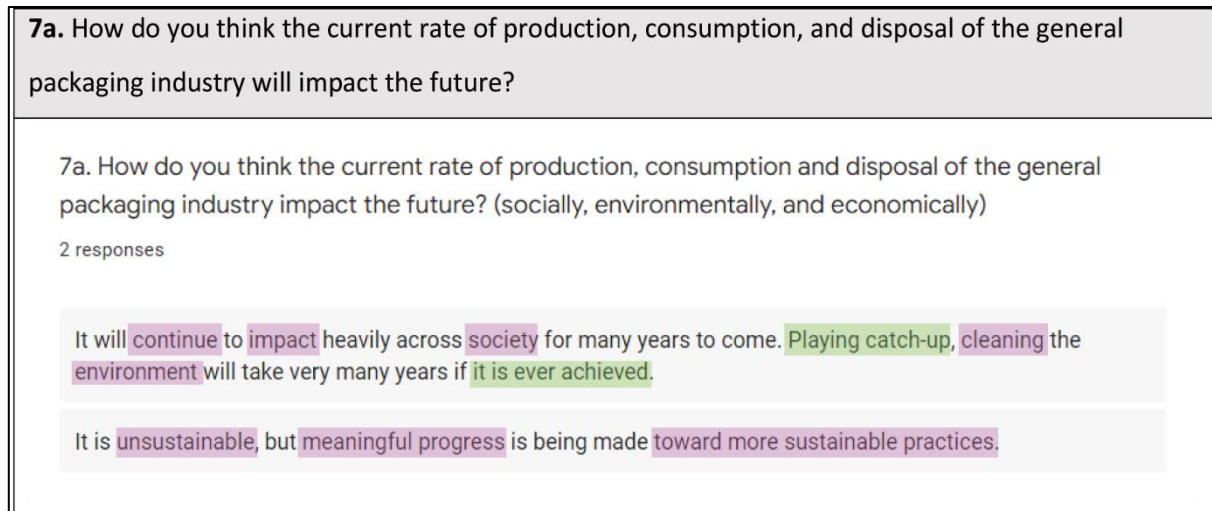 7a. How do you think the current rate of production, consumption, and disposal of the general
packaging industry will impact the future?
7a. How do you think the current rate of production, consumption and disposal of the general
packaging industry impact the future? (socially, environmentally, and economically)
2 responses
It will continue to impact heavily across society for many years to come. Playing catch-up, cleaning the
environment will take very many years if it is ever achieved.
It is unsustainable, but meaningful progress is being made toward more sustainable practices.